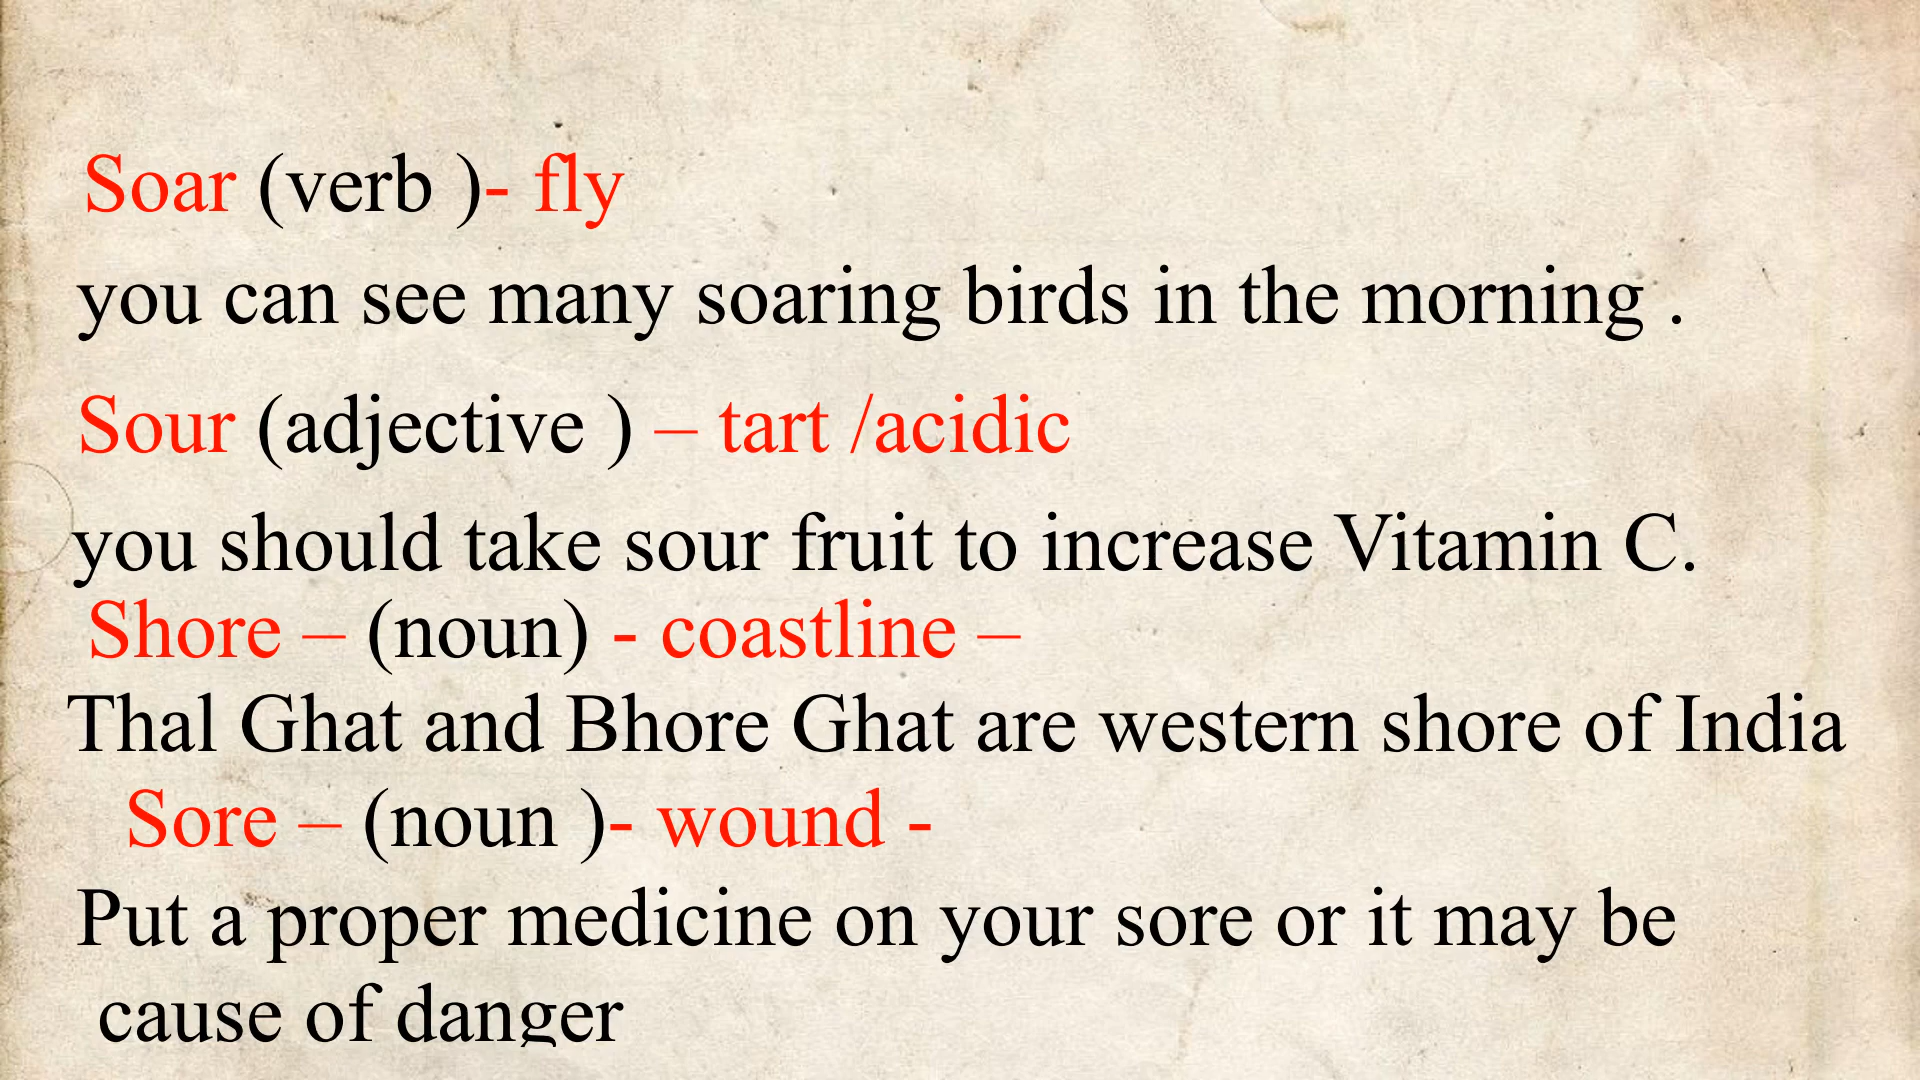 Soar (verb )- fly
you can see many soaring birds in the morning .
Sour (adjective ) – tart /acidic
you should take sour fruit to increase Vitamin C.
Shore – (noun) - coastline –
Thal Ghat and Bhore Ghat are western shore of India
Sore – (noun )- wound -
Put a proper medicine on your sore or it may be
cause of danger